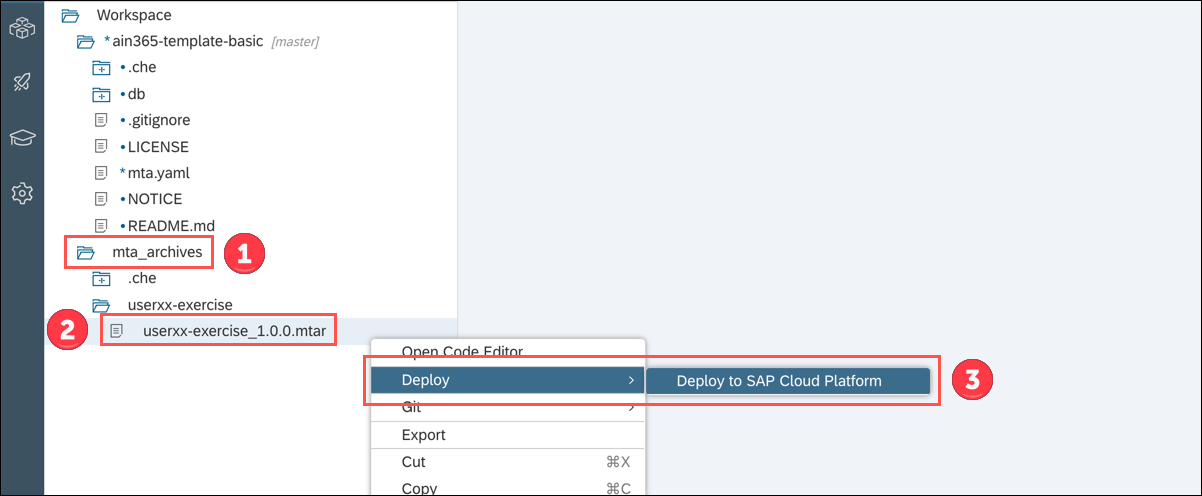 Workspace
*ain365-template-basic [master]
•.che
•db
•.gitignore
•LICENSE
*mta.yaml
•NOTICE
•README.md
mta_archives
1
.che
userxx-exercise
2
userxx-exercise_1.0.0.mtar
Open Code Editor
Deploy > Deploy to SAP Cloud Platform
3
Git >
Export
Cut ⌘X
Copy ⌘C